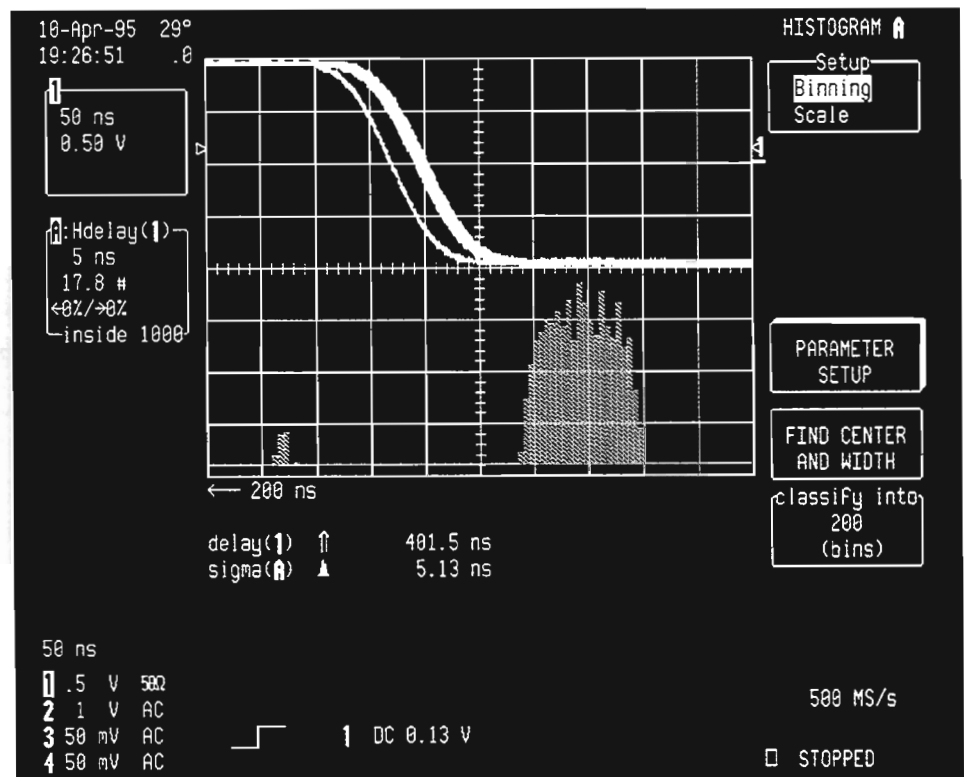 10-Apr-95 29°
19:26:51 .0
HISTOGRAM A
Setup
Binning
Scale
1
50 ns
0.50 V
1
A:Hdelay(1)
5 ns
17.8 #
←0%/→0%
inside 1000
PARAMETER
SETUP
FIND CENTER
AND WIDTH
classify into
200
(bins)
← 200 ns
delay(1) ⇑ 401.5 ns
sigma(A) 5.13 ns
50 ns
1 .5 V 50Ω
2 1 V AC
3 50 mV AC
4 50 mV AC
1 DC 0.13 V
500 MS/s
□ STOPPED